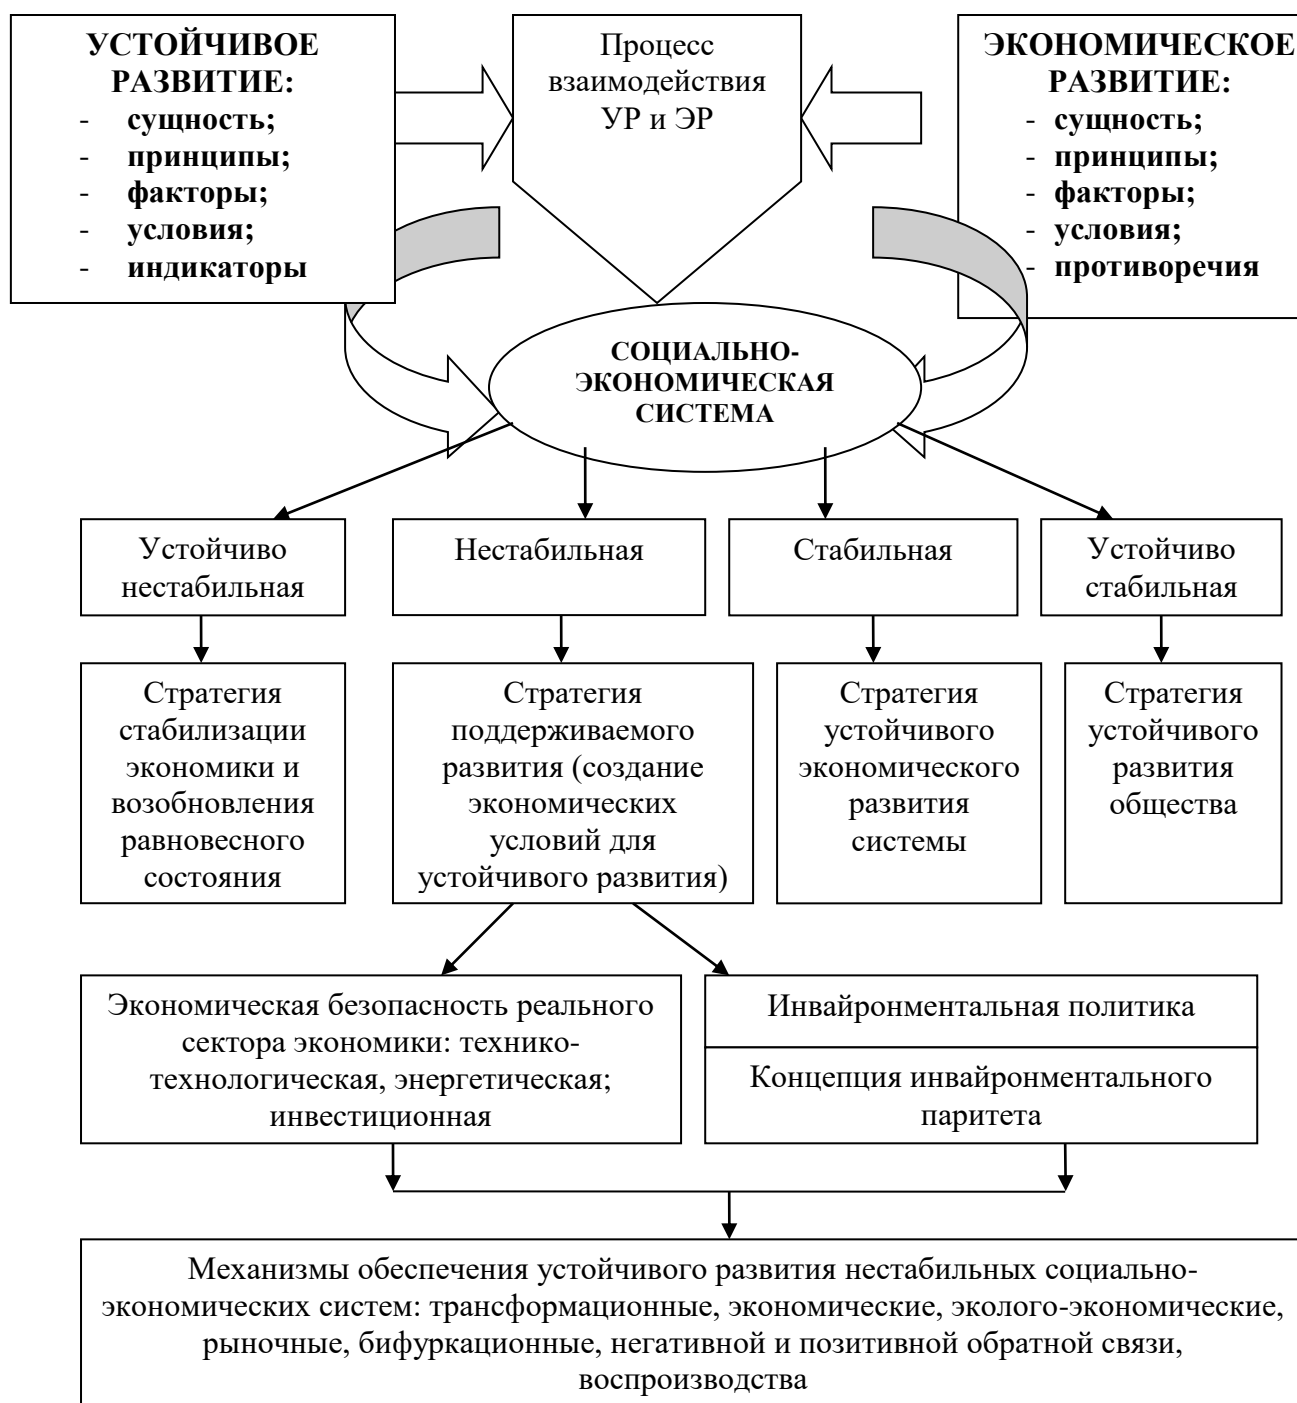 УСТОЙЧИВОЕ
РАЗВИТИЕ:
- сущность;
- принципы;
- факторы;
- условия;
- индикаторы
Процесс
взаимодействия
УР и ЭР
ЭКОНОМИЧЕСКОЕ
РАЗВИТИЕ:
- сущность;
- принципы;
- факторы;
- условия;
- противоречия
СОЦИАЛЬНО-
ЭКОНОМИЧЕСКАЯ
СИСТЕМА
Устойчиво
нестабильная
Нестабильная
Стабильная
Устойчиво
стабильная
Стратегия
стабилизации
экономики и
возобновления
равновесного
состояния
Стратегия
поддерживаемого
развития (создание
экономических
условий для
устойчивого развития)
Стратегия
устойчивого
экономического
развития
системы
Стратегия
устойчивого
развития
общества
Экономическая безопасность реального
сектора экономики: технико-
технологическая, энергетическая;
инвестиционная
Инвайронментальная политика
Концепция инвайронментального
паритета
Механизмы обеспечения устойчивого развития нестабильных социально-
экономических систем: трансформационные, экономические, эколого-экономические,
рыночные, бифуркационные, негативной и позитивной обратной связи,
воспроизводства